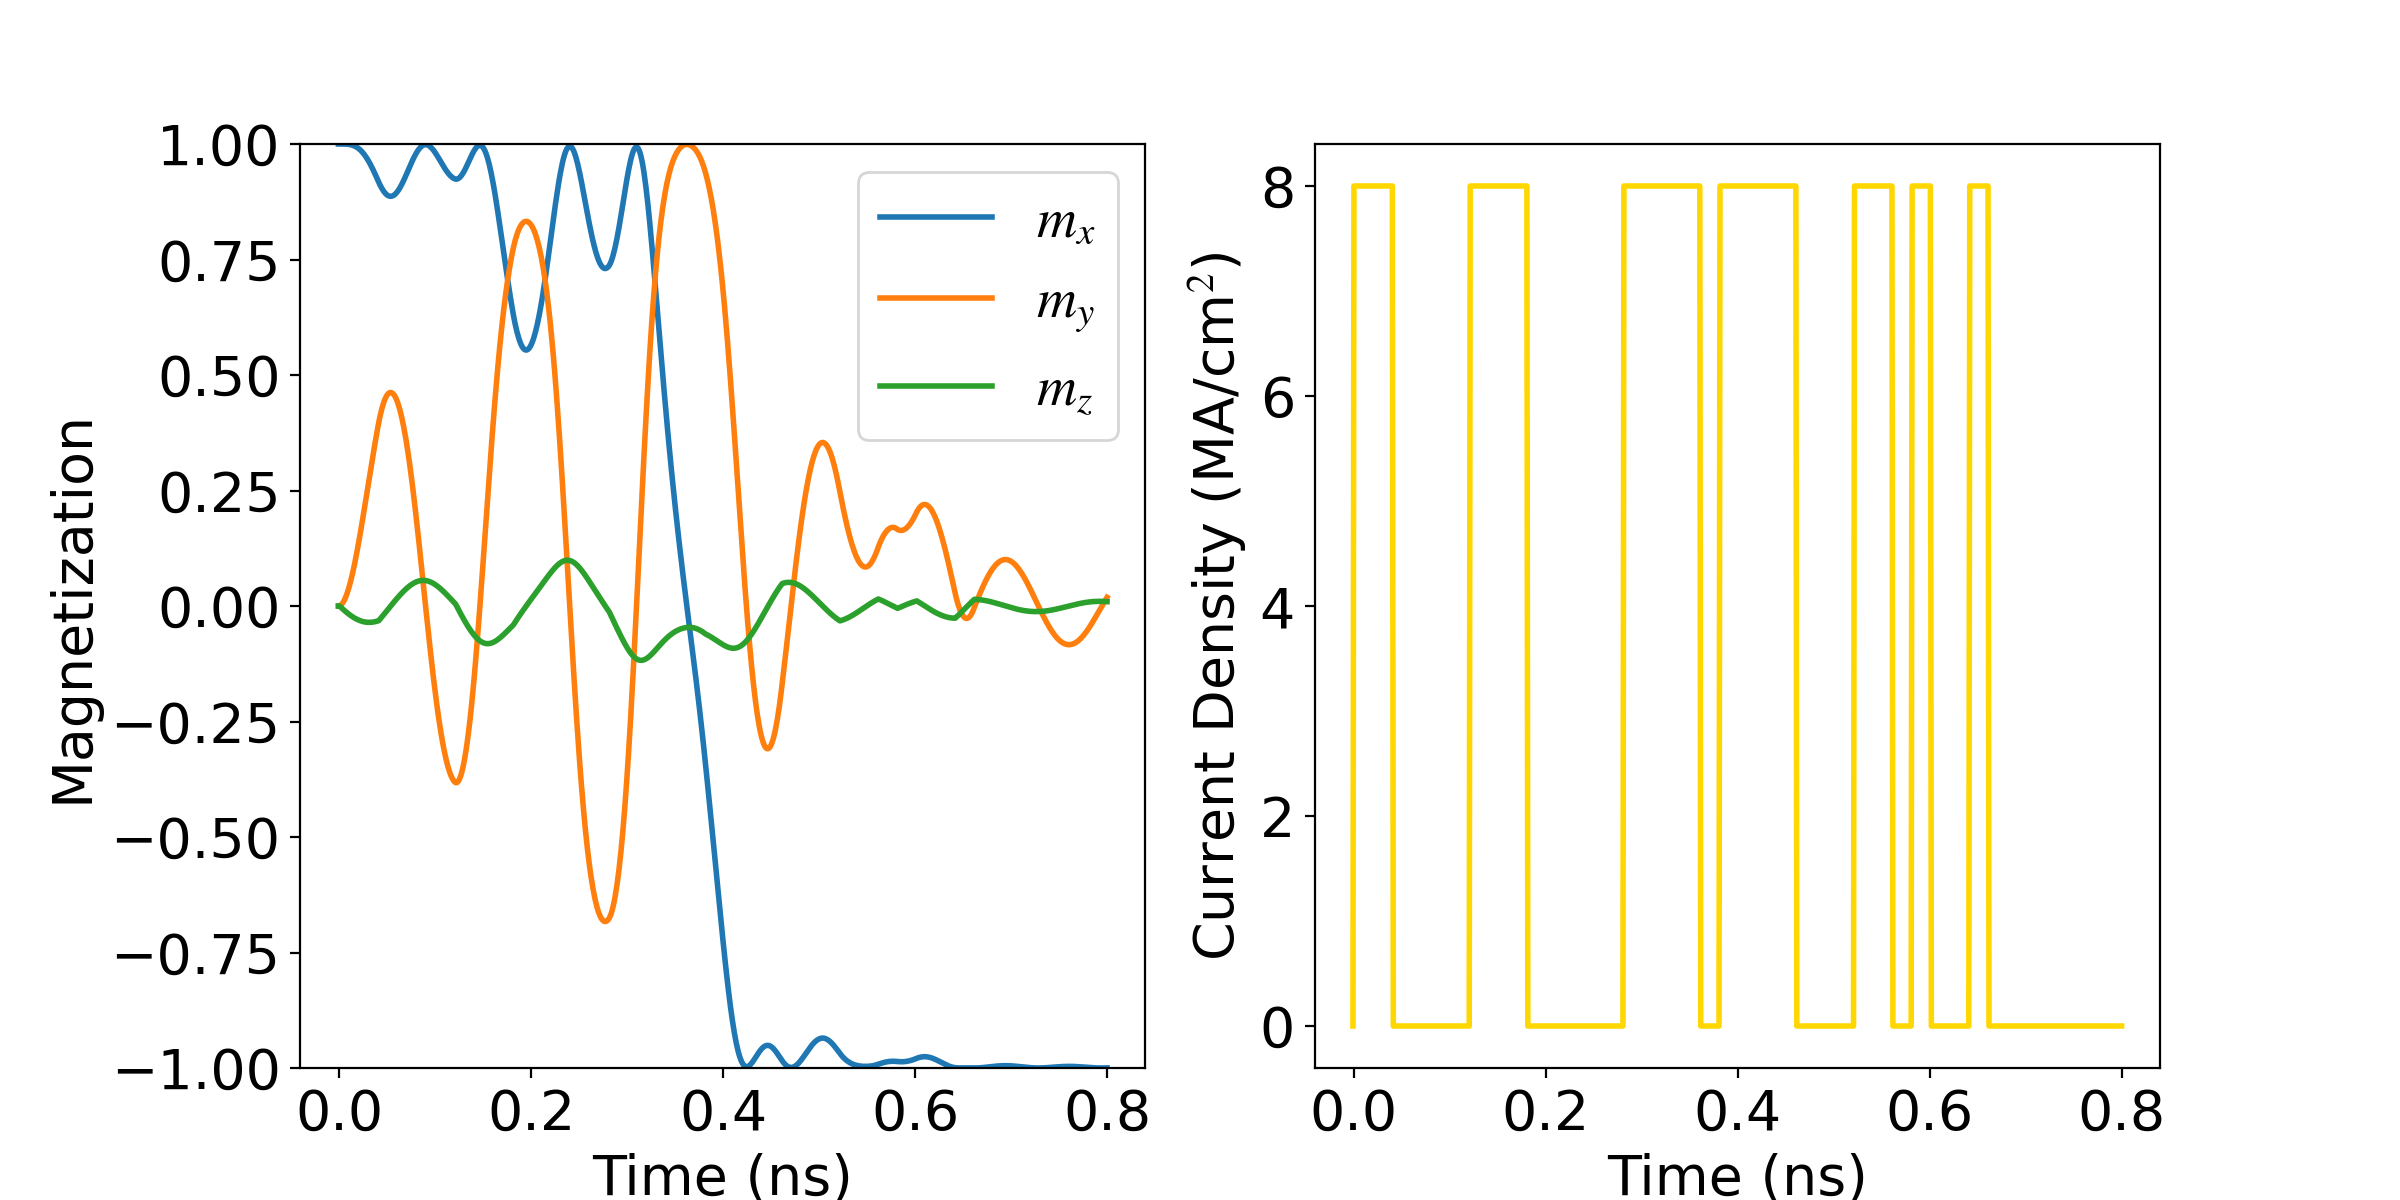 Magnetization
1.00
0.75
0.50
0.25
0.00
−0.25
−0.50
−0.75
−1.00
0.0 0.2 0.4 0.6 0.8
Time (ns)
m_x
m_y
m_z
Current Density (MA/cm²)
8
6
4
2
0
0.0 0.2 0.4 0.6 0.8
Time (ns)